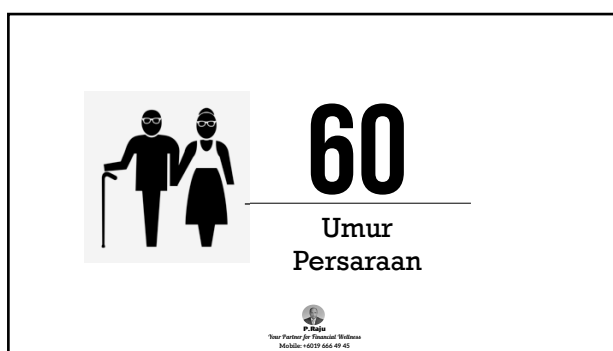 60
Umur
Persaraan
P.Raju
Your Partner for Financial Wellness
Mobile: +6019 666 49 45